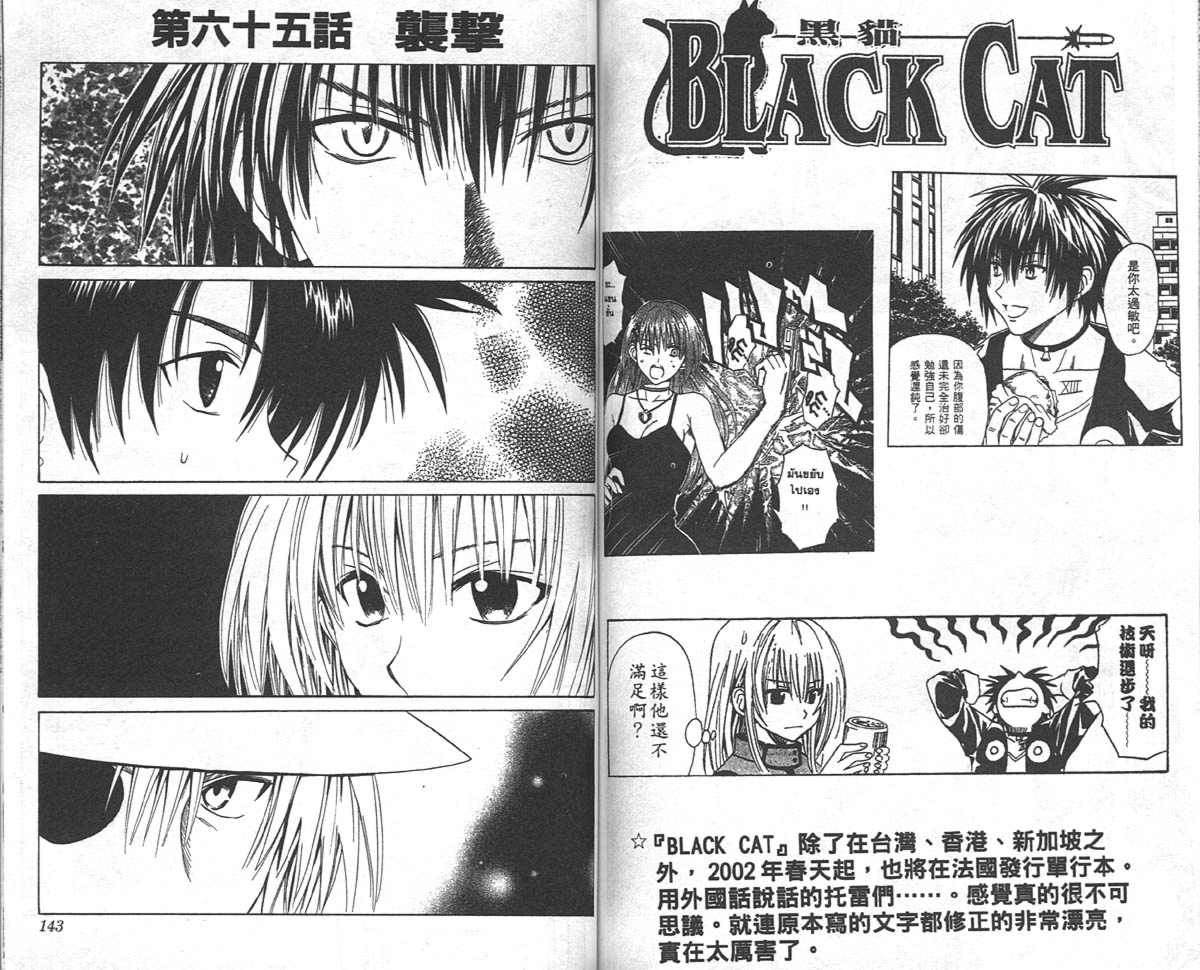 黑貓
BLACK CAT
是你太過敏吧。
因為你腹部的傷
還未完全治好卻
勉強自己，所以
感覺遲鈍了。
มันขยับ
ไปเอง
!!
天呀~~~我的
技術退步了~~~
這樣他還不
滿足啊？
☆『BLACK CAT』除了在台灣、香港、新加坡之
外，2002年春天起，也將在法國發行單行本。
用外國話說話的托雷們……。感覺真的很不可
思議。就連原本寫的文字都修正的非常漂亮，
實在太厲害了。
第六十五話 襲撃
XIII
143